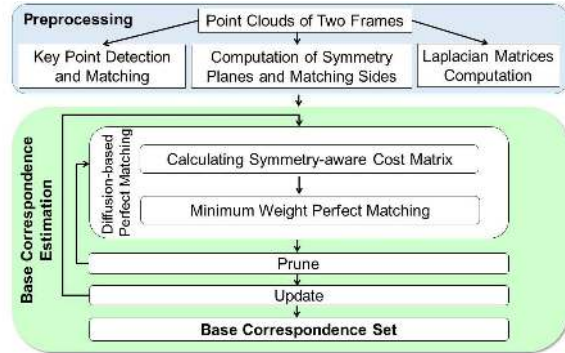 Preprocessing
Point Clouds of Two Frames
Key Point Detection
and Matching
Computation of Symmetry
Planes and Matching Sides
Laplacian Matrices
Computation
Base Correspondence
Estimation
Diffusion-based
Perfect Matching
Calculating Symmetry-aware Cost Matrix
Minimum Weight Perfect Matching
Prune
Update
Base Correspondence Set